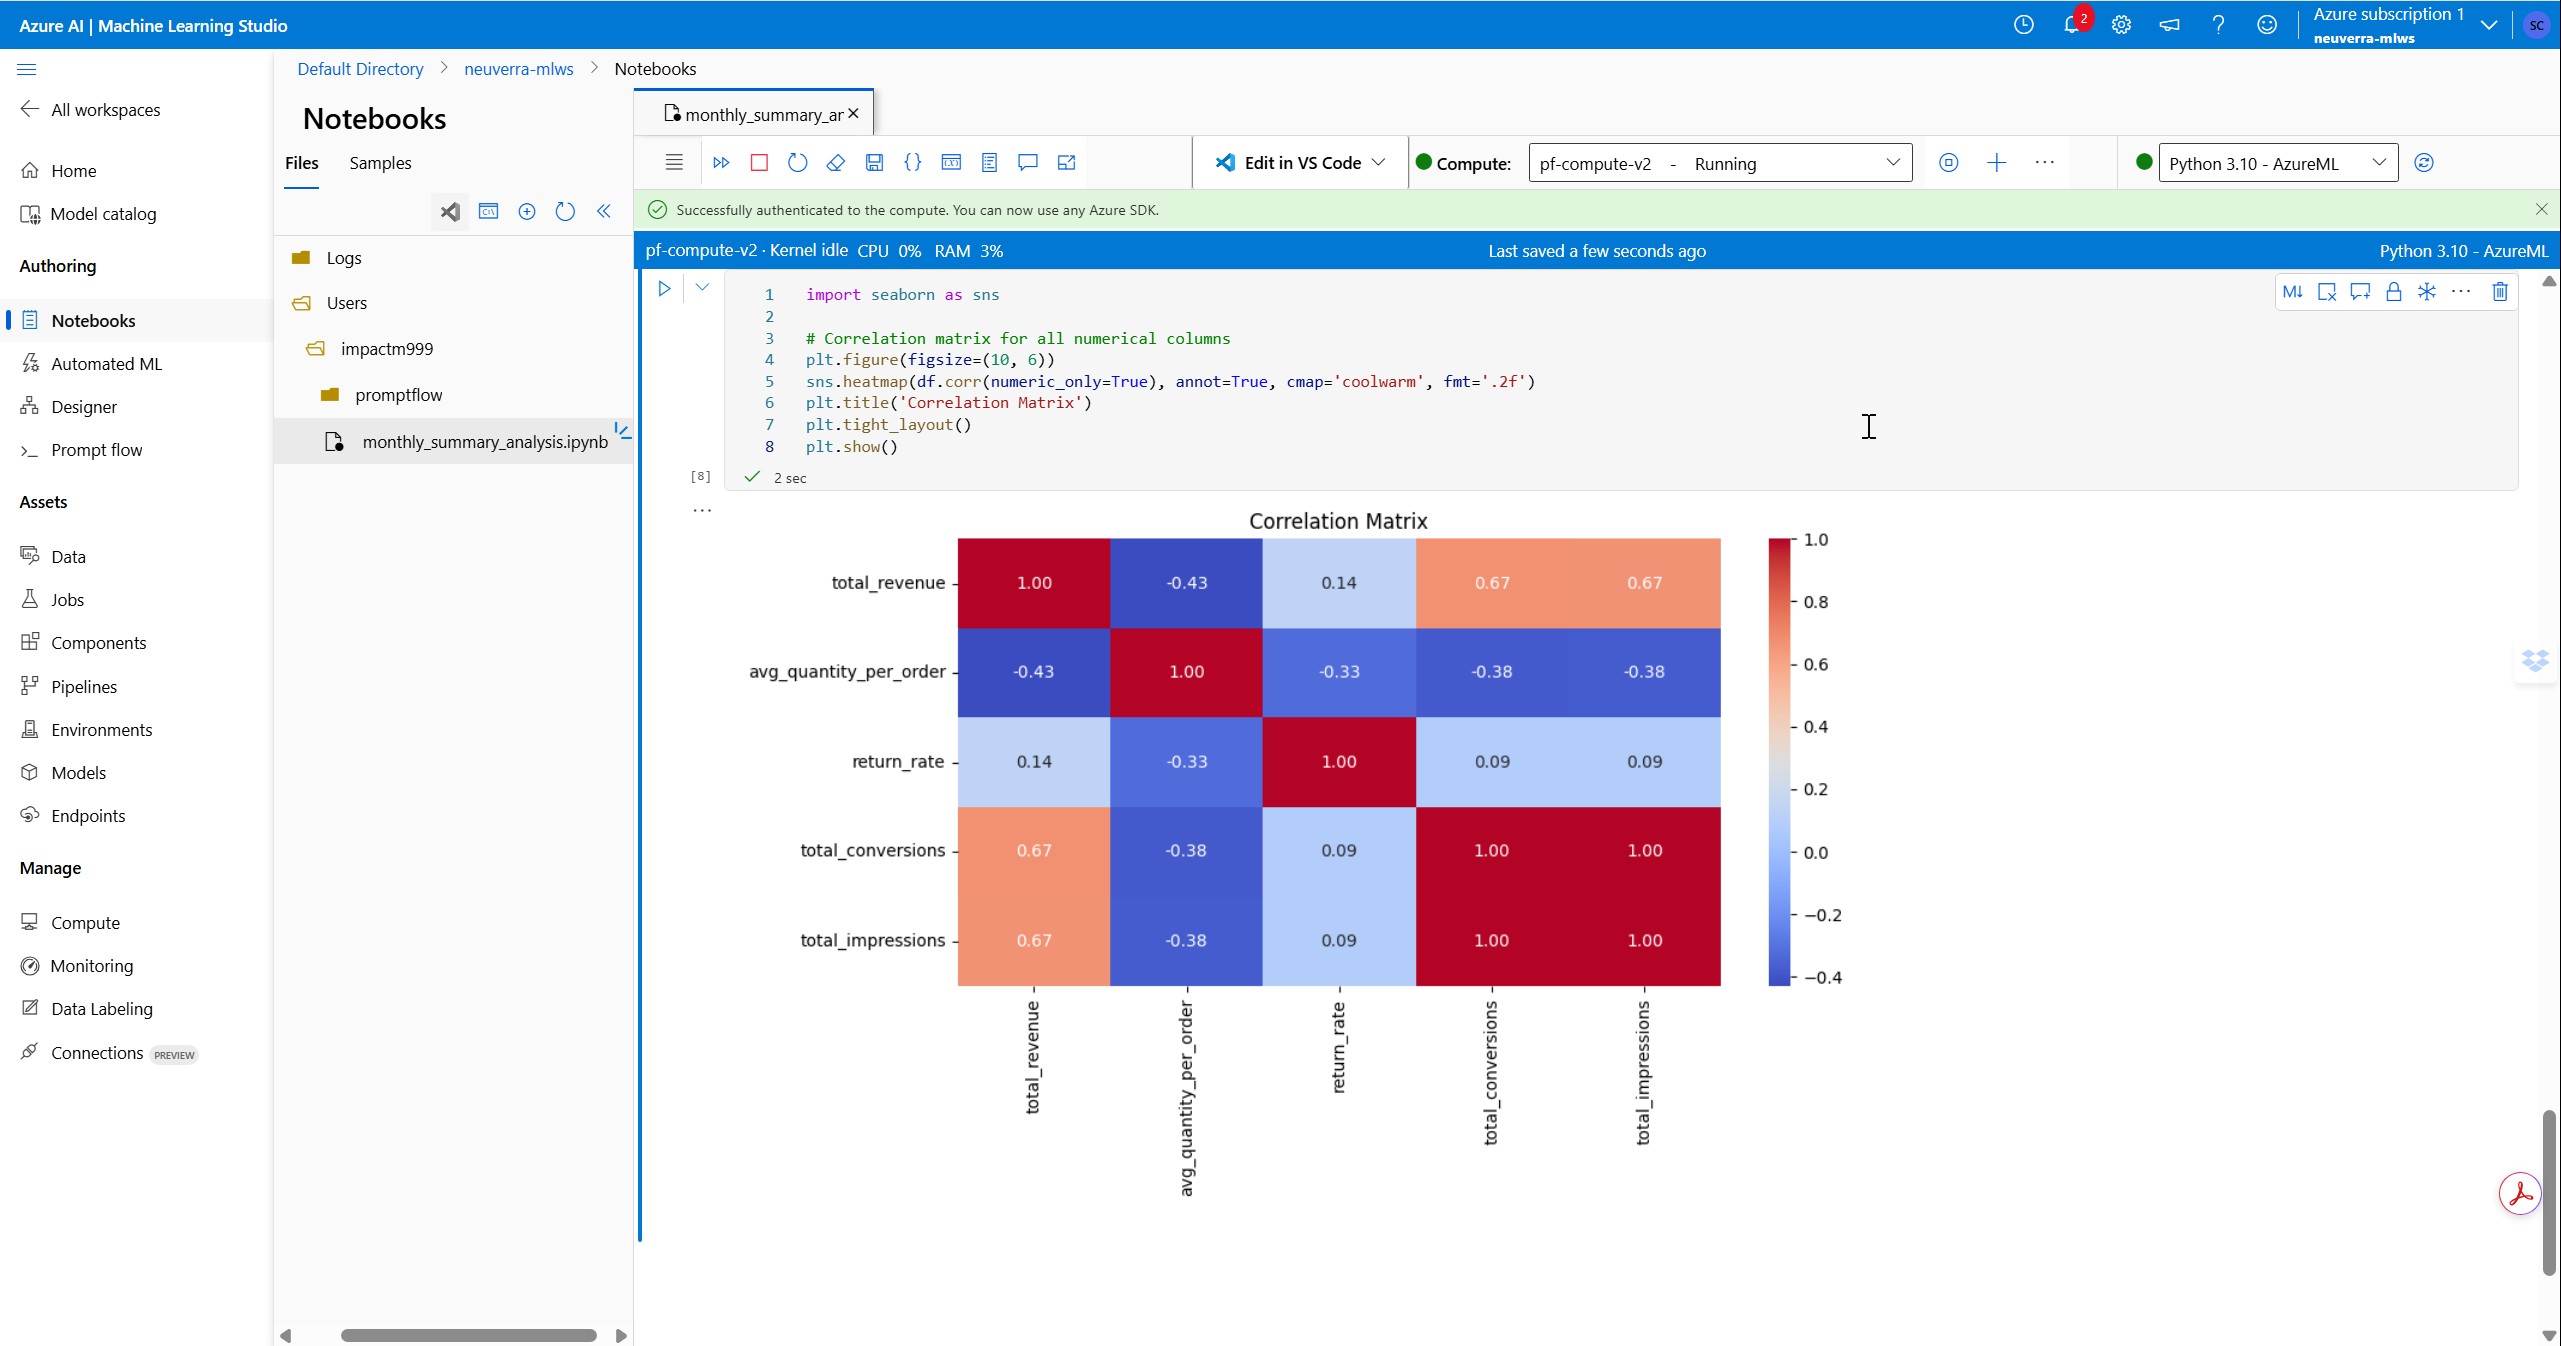 Azure AI | Machine Learning Studio
2
Azure subscription 1
neuverra-mlws
SC
All workspaces
Home
Model catalog
Authoring
Notebooks
Automated ML
Designer
Prompt flow
Assets
Data
Jobs
Components
Pipelines
Environments
Models
Endpoints
Manage
Compute
Monitoring
Data Labeling
Connections PREVIEW
Default Directory > neuverra-mlws > Notebooks
Notebooks
Files Samples
Logs
Users
impactm999
promptflow
monthly_summary_analysis.ipynb
monthly_summary_ar
Edit in VS Code
Compute: pf-compute-v2 - Running
Python 3.10 - AzureML
Successfully authenticated to the compute. You can now use any Azure SDK.
pf-compute-v2 · Kernel idle CPU 0% RAM 3%
Last saved a few seconds ago
Python 3.10 - AzureML
M↓
1 import seaborn as sns
2
3 # Correlation matrix for all numerical columns
4 plt.figure(figsize=(10, 6))
5 sns.heatmap(df.corr(numeric_only=True), annot=True, cmap='coolwarm', fmt='.2f')
6 plt.title('Correlation Matrix')
7 plt.tight_layout()
8 plt.show()
[8] 2 sec
Correlation Matrix
total_revenue 1.00 -0.43 0.14 0.67 0.67
avg_quantity_per_order -0.43 1.00 -0.33 -0.38 -0.38
return_rate 0.14 -0.33 1.00 0.09 0.09
total_conversions 0.67 -0.38 0.09 1.00 1.00
total_impressions 0.67 -0.38 0.09 1.00 1.00
total_revenue
avg_quantity_per_order
return_rate
total_conversions
total_impressions
1.0
0.8
0.6
0.4
0.2
0.0
−0.2
−0.4